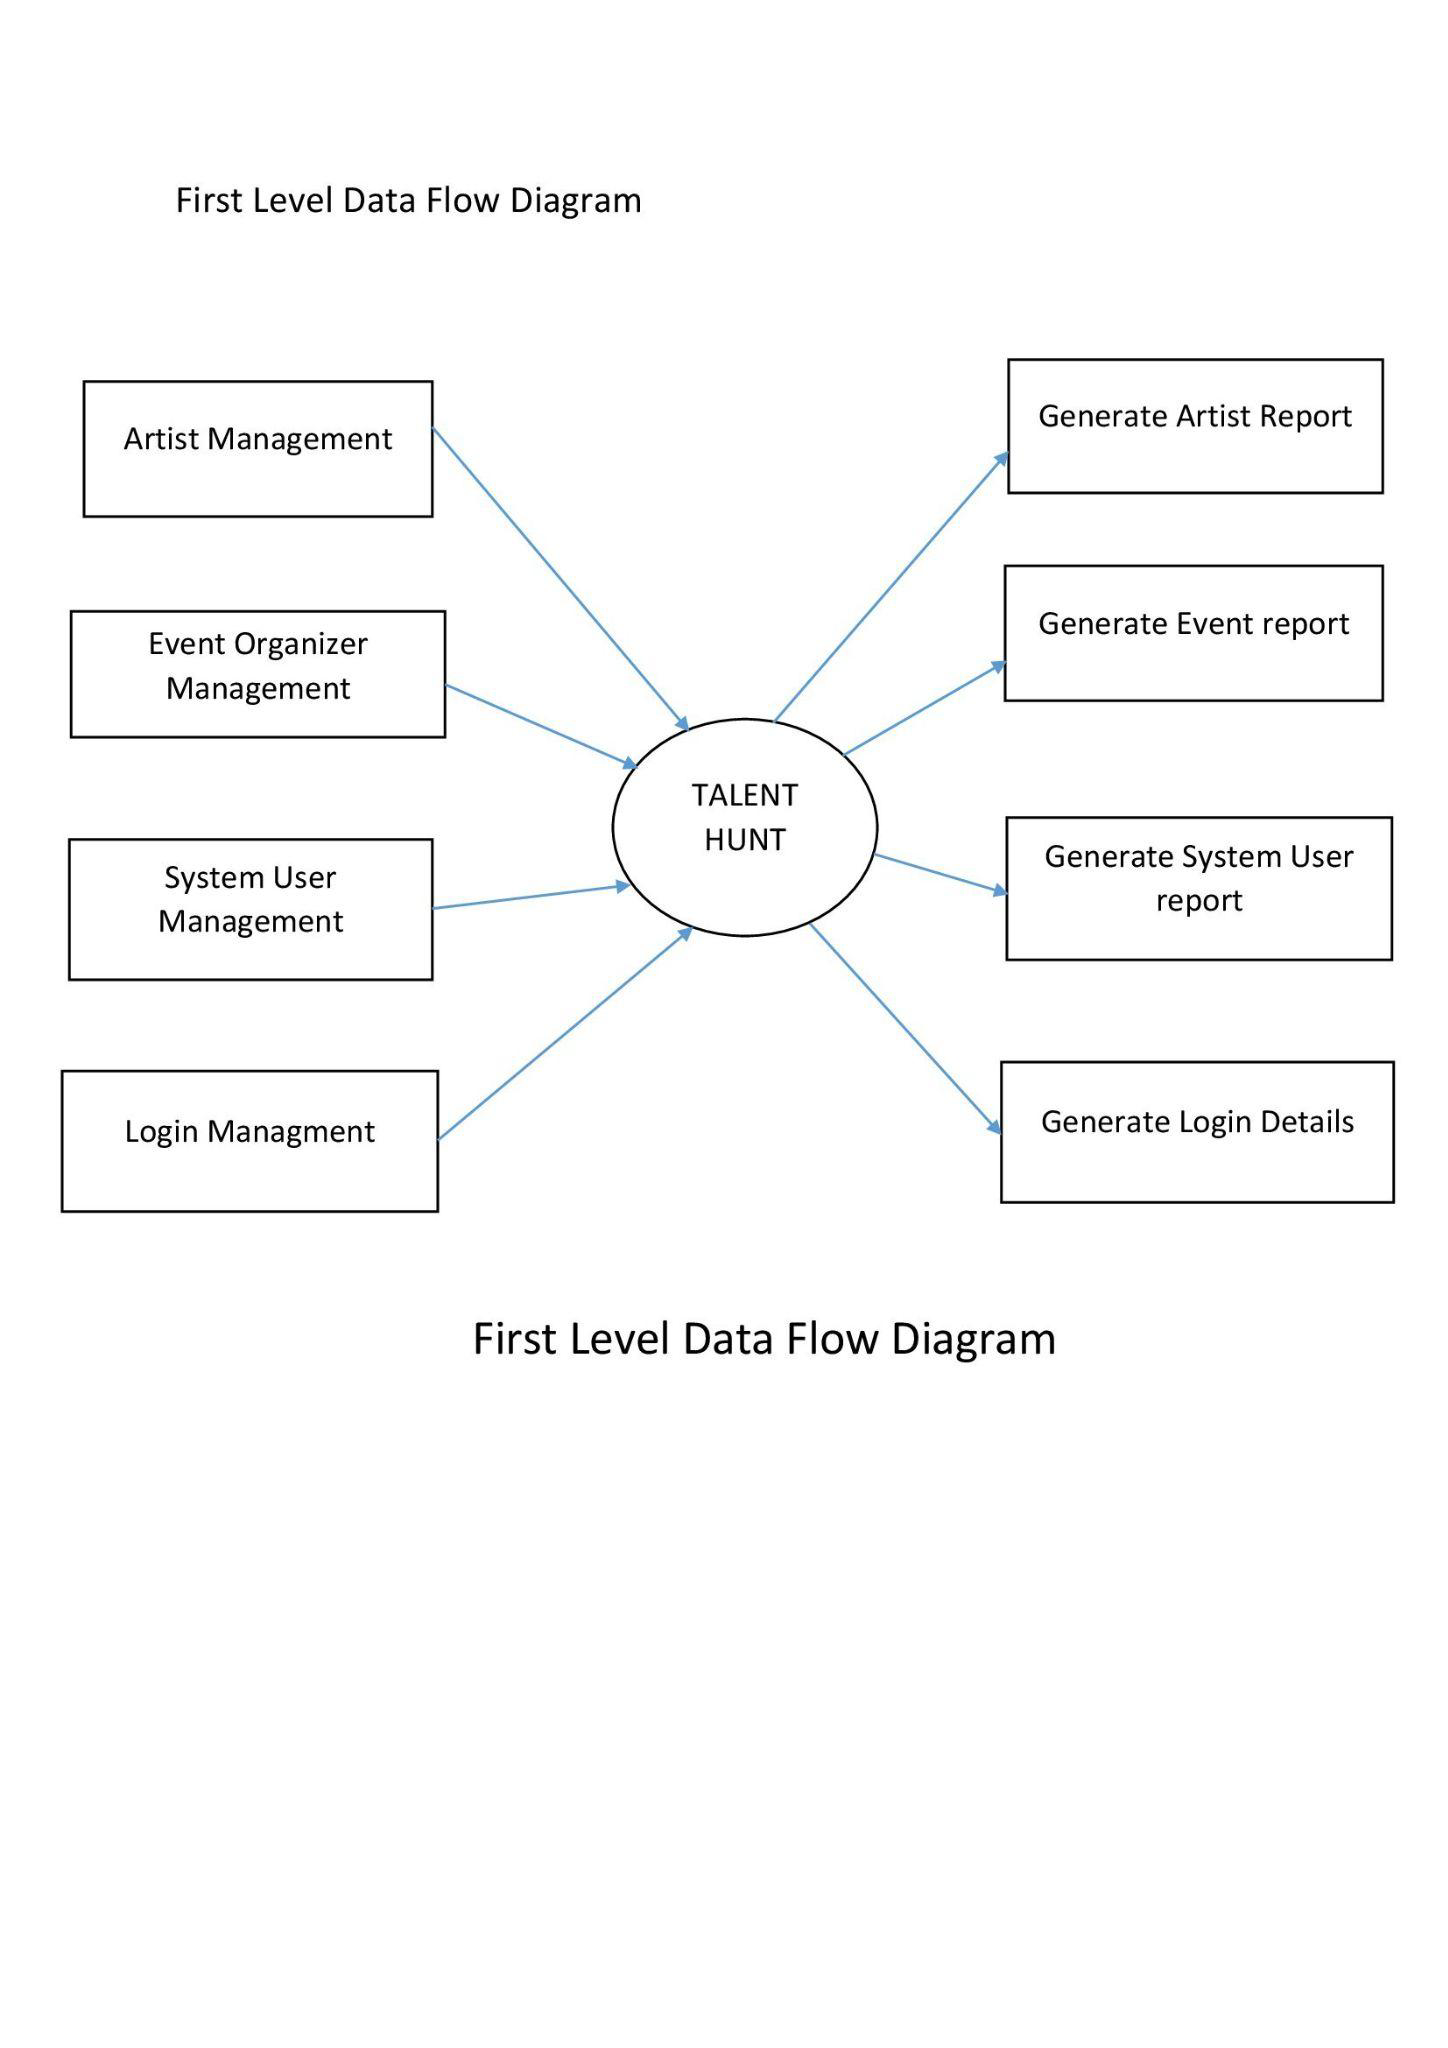 First Level Data Flow Diagram
Artist Management
Generate Artist Report
Event Organizer
Management
Generate Event report
TALENT
HUNT
System User
Management
Generate System User
report
Login Managment
Generate Login Details
First Level Data Flow Diagram